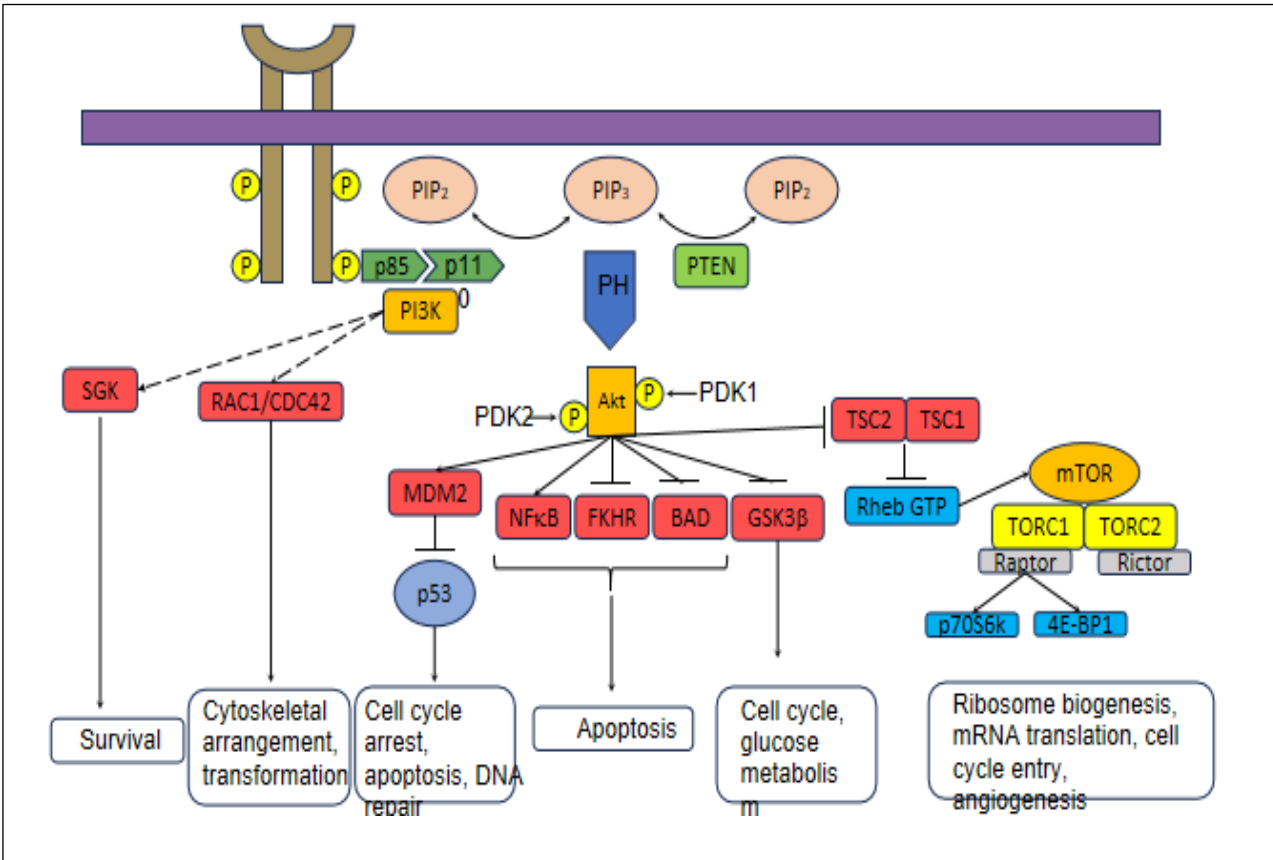 PIP₂
PIP₃
PIP₂
P
P
P
P
p85
p11
0
PTEN
PH
PI3K
SGK
RAC1/CDC42
Akt
P
PDK1
PDK2
P
TSC2
TSC1
MDM2
NFκB
FKHR
BAD
GSK3β
Rheb GTP
mTOR
TORC1
TORC2
Raptor
Rictor
p53
p70S6k
4E-BP1
Survival
Cytoskeletal
arrangement,
transformation
Cell cycle
arrest,
apoptosis, DNA
repair
Apoptosis
Cell cycle,
glucose
metabolis
m
Ribosome biogenesis,
mRNA translation, cell
cycle entry,
angiogenesis